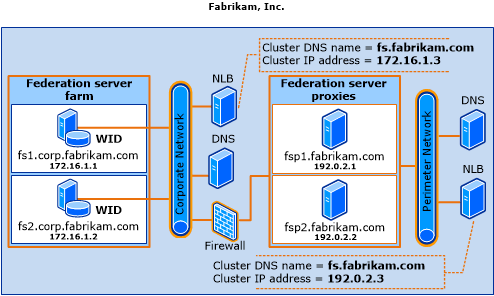 Fabrikam, Inc.
Cluster DNS name = fs.fabrikam.com
Cluster IP address = 172.16.1.3
Federation server
farm
WID
fs1.corp.fabrikam.com
172.16.1.1
WID
fs2.corp.fabrikam.com
172.16.1.2
Corporate Network
NLB
DNS
Firewall
Federation server
proxies
fsp1.fabrikam.com
192.0.2.1
fsp2.fabrikam.com
192.0.2.2
Perimeter Network
DNS
NLB
Cluster DNS name = fs.fabrikam.com
Cluster IP address = 192.0.2.3